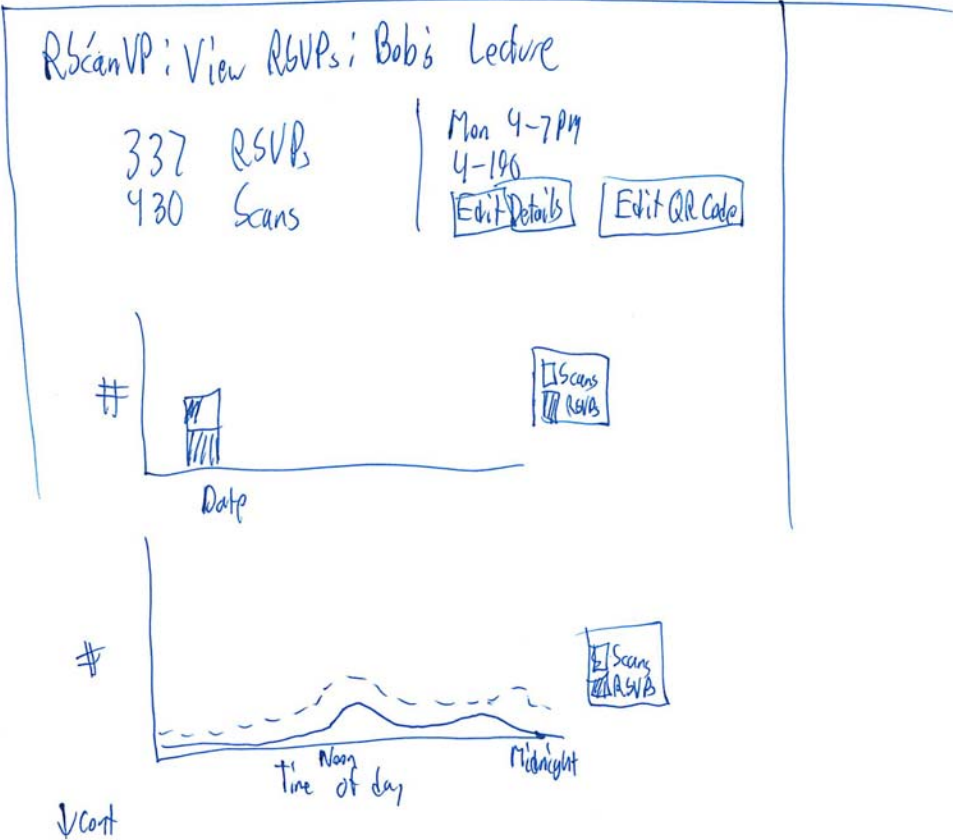 RScanVP: View RSVPs: Bob's Lecture
337 RSVPs
430 Scans
Mon 4-7PM
4-190
Edit Details
Edit QR Code
#
Scans
RSVPs
Date
#
Scans
RSVPs
Noon
Midnight
Time of day
↓ Cont